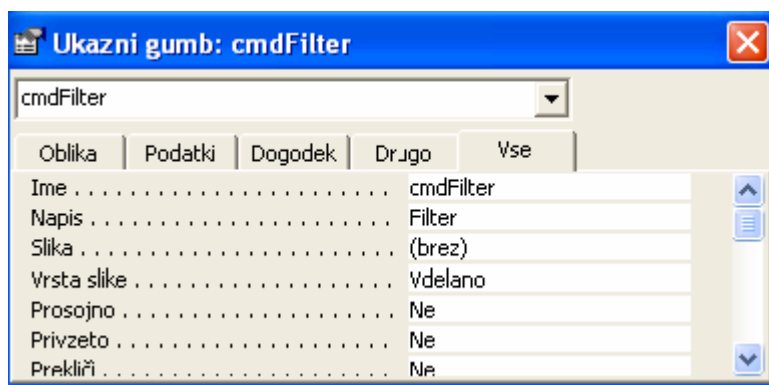 Ukazni gumb: cmdFilter
cmdFilter
Oblika Podatki Dogodek Drugo Vse
Ime . . . . . . . . . . . . . . . . . . . . . . . . cmdFilter
Napis . . . . . . . . . . . . . . . . . . . . . . . Filter
Slika . . . . . . . . . . . . . . . . . . . . . . . . (brez)
Vrsta slike . . . . . . . . . . . . . . . . . . . . Vdelano
Prosojno . . . . . . . . . . . . . . . . . . . . . Ne
Privzeto . . . . . . . . . . . . . . . . . . . . . Ne
Prekliči . . . . . . . . . . . . . . . . . . . . . . Ne